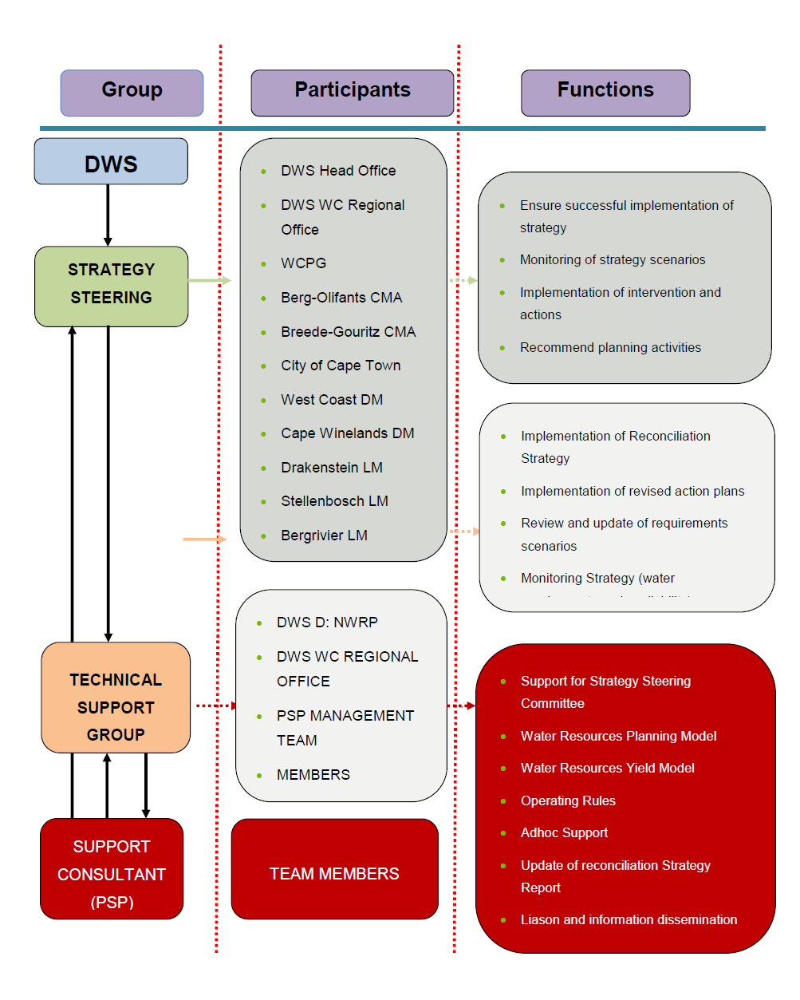 Group
Participants
Functions
DWS
STRATEGY
STEERING
TECHNICAL
SUPPORT
GROUP
SUPPORT
CONSULTANT
(PSP)
DWS Head Office
DWS WC Regional
Office
WCPG
Berg-Olifants CMA
Breede-Gouritz CMA
City of Cape Town
West Coast DM
Cape Winelands DM
Drakenstein LM
Stellenbosch LM
Bergrivier LM
DWS D: NWRP
DWS WC REGIONAL
OFFICE
PSP MANAGEMENT
TEAM
MEMBERS
TEAM MEMBERS
Ensure successful implementation of
strategy
Monitoring of strategy scenarios
Implementation of intervention and
actions
Recommend planning activities
Implementation of Reconciliation
Strategy
Implementation of revised action plans
Review and update of requirements
scenarios
Monitoring Strategy (water
Support for Strategy Steering
Committee
Water Resources Planning Model
Water Resources Yield Model
Operating Rules
Adhoc Support
Update of reconciliation Strategy
Report
Liason and information dissemination